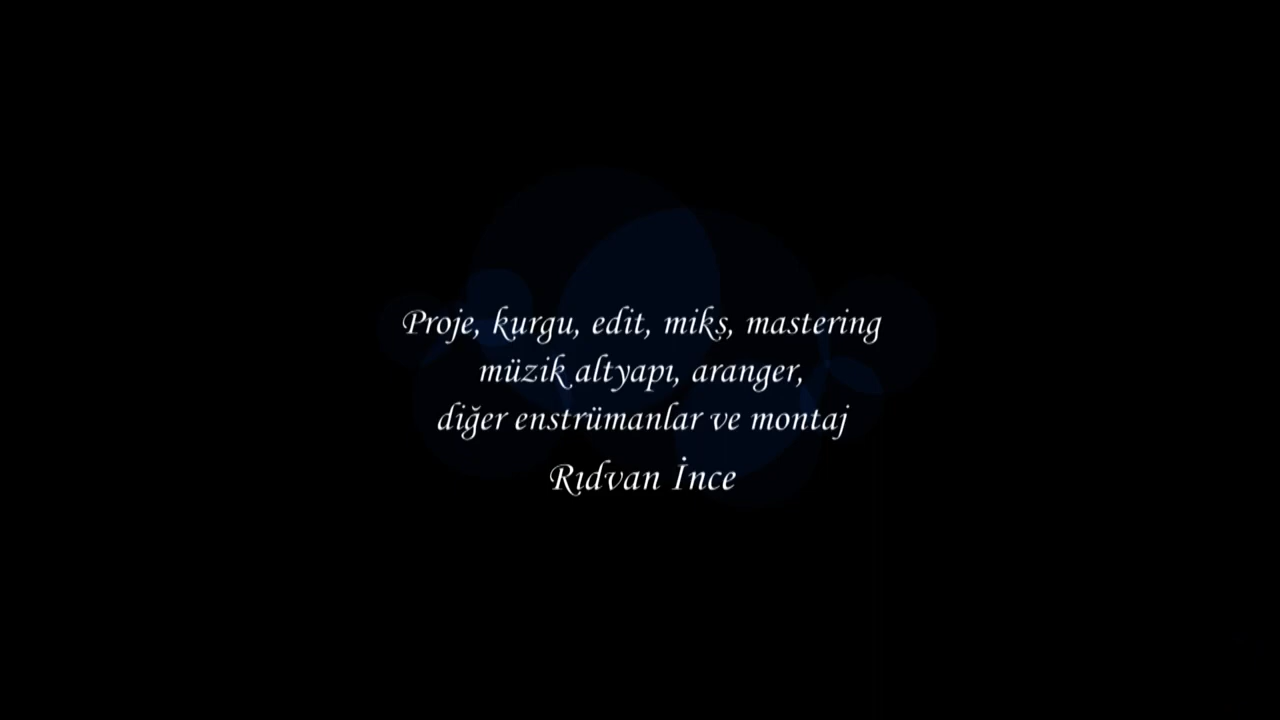 Proje, kurgu, edit, miks, mastering
müzik altyapı, aranger,
diğer enstrümanlar ve montaj
Rıdvan İnce